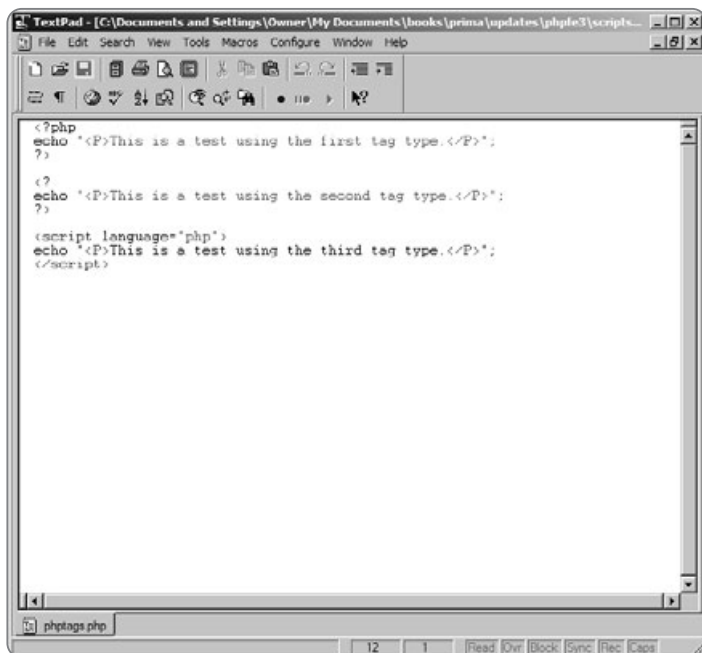 TextPad - [C:\Documents and Settings\Owner\My Documents\books\prima\updates\phpfe3\scripts...
File Edit Search View Tools Macros Configure Window Help
<?php
echo "<P>This is a test using the first tag type.</P>";
?>
<?
echo "<P>This is a test using the second tag type.</P>";
?>
<script language="php">
echo "<P>This is a test using the third tag type.</P>";
</script>
phptags.php
12 1 Read Ovr Block Sync Rec Caps